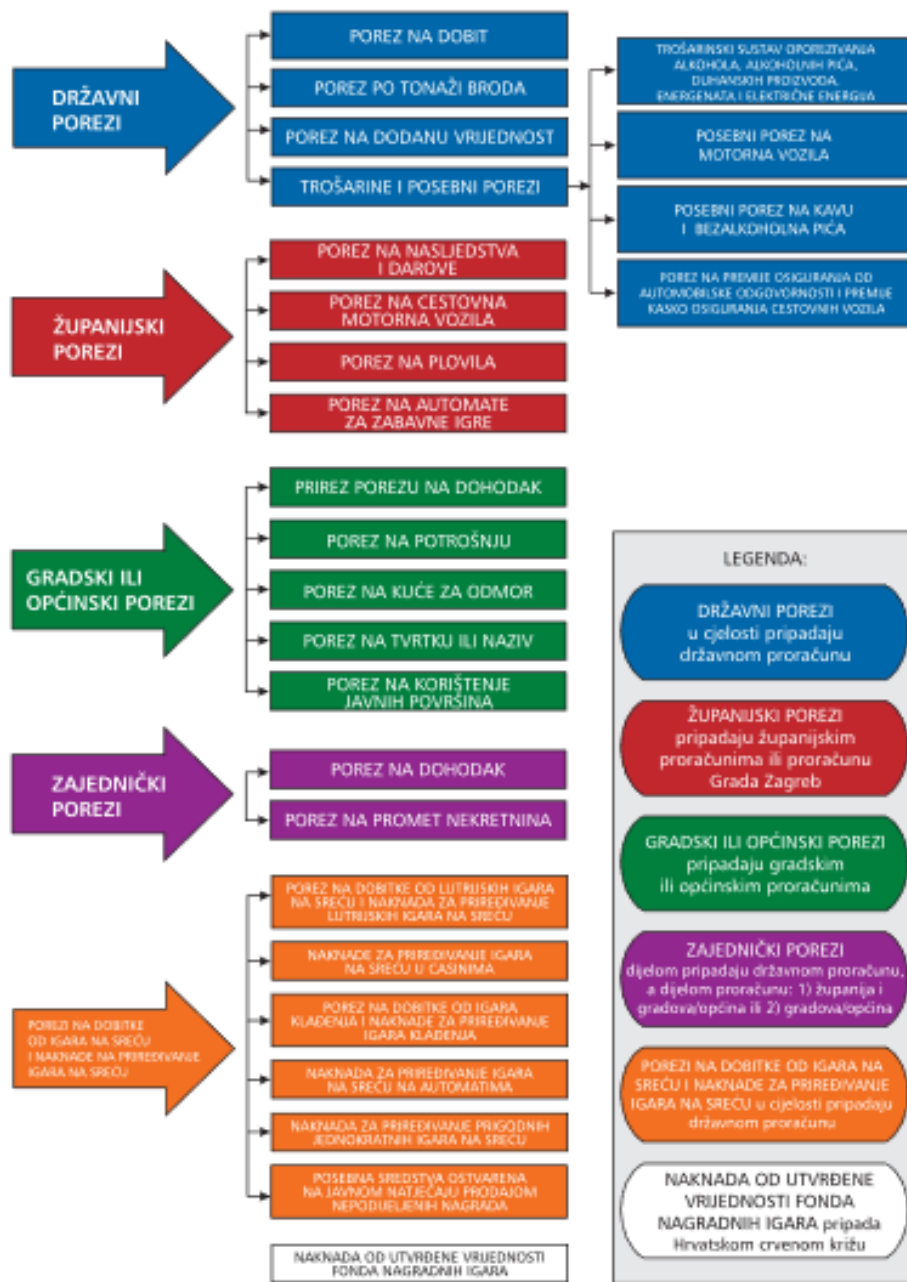 DRŽAVNI
POREZI
POREZ NA DOBIT
POREZ PO TONAŽI BRODA
POREZ NA DODANU VRIJEDNOST
TROŠARINE I POSEBNI POREZI
TROŠARINSKI SUSTAV OPOREZIVANJA
ALKOHOLA, ALKOHOLNIH PIĆA,
DUHANSKIH PROIZVODA,
ENERGENATA I ELEKTRIČNE ENERGIJA
POSEBNI POREZ NA
MOTORNA VOZILA
POSEBNI POREZ NA KAVU
I BEZALKOHOLNA PIĆA
POREZ NA PREMIJE OSIGURANJA OD
AUTOMOBILSKE ODGOVORNOSTI I PREMIJE
KASKO OSIGURANJA CESTOVNIH VOZILA
ŽUPANIJSKI
POREZI
POREZ NA NASLJEDSTVA
I DAROVE
POREZ NA CESTOVNA
MOTORNA VOZILA
POREZ NA PLOVILA
POREZ NA AUTOMATE
ZA ZABAVNE IGRE
GRADSKI ILI
OPĆINSKI POREZI
PRIREZ POREZU NA DOHODAK
POREZ NA POTROŠNJU
POREZ NA KUĆE ZA ODMOR
POREZ NA TVRTKU ILI NAZIV
POREZ NA KORIŠTENJE
JAVNIH POVRŠINA
ZAJEDNIČKI
POREZI
POREZ NA DOHODAK
POREZ NA PROMET NEKRETNINA
POREZI NA DOBITKE
OD IGARA NA SREĆU
I NAKNADE NA PRIREĐIVANJE
IGARA NA SREĆU
POREZ NA DOBITKE OD LUTRIJSKIH IGARA
NA SREĆU I NAKNADA ZA PRIREĐIVANJE
LUTRIJSKIH IGARA NA SREĆU
NAKNADE ZA PRIREĐIVANJE IGARA
NA SREĆU U CASINIMA
POREZ NA DOBITKE OD IGARA
KLAĐENJA I NAKNADE ZA PRIREĐIVANJE
IGARA KLAĐENJA
NAKNADA ZA PRIREĐIVANJE IGARA
NA SREĆU NA AUTOMATIMA
NAKNADA ZA PRIREĐIVANJE PRIGODNIH
JEDNOKRATNIH IGARA NA SREĆU
POSEBNA SREDSTVA OSTVARENA
NA JAVNOM NATJEČAJU PRODAJOM
NEPODIJELJENIH NAGRADA
NAKNADA OD UTVRĐENE VRIJEDNOSTI
FONDA NAGRADNIH IGARA
LEGENDA:
DRŽAVNI POREZI
u cjelosti pripadaju
državnom proračunu
ŽUPANIJSKI POREZI
pripadaju županijskim
proračunima ili proračunu
Grada Zagreb
GRADSKI ILI OPĆINSKI POREZI
pripadaju gradskim
ili općinskim proračunima
ZAJEDNIČKI POREZI
dijelom pripadaju državnom proračunu,
a dijelom proračunu: 1) županija i
gradova/općina ili 2) gradova/općina
POREZI NA DOBITKE OD IGARA NA
SREĆU I NAKNADE ZA PRIREĐIVANJE
IGARA NA SREĆU u cijelosti pripadaju
državnom proračunu
NAKNADA OD UTVRĐENE
VRIJEDNOSTI FONDA
NAGRADNIH IGARA pripada
Hrvatskom crvenom križu